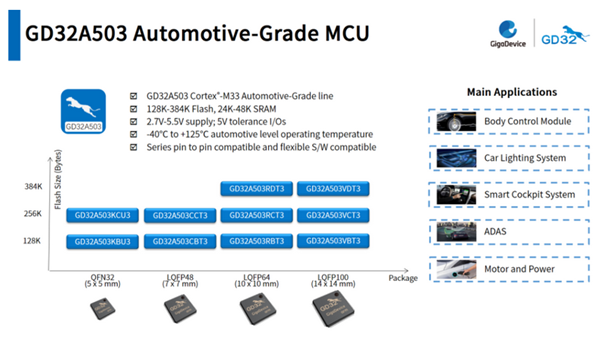 GD32A503 Automotive-Grade MCU
GigaDevice
GD32
GD32A503
GD32A503 Cortex®-M33 Automotive-Grade line
128K-384K Flash, 24K-48K SRAM
2.7V-5.5V supply; 5V tolerant I/Os
-40℃ to +125℃ automotive level operating temperature
Series pin to pin compatible and flexible S/W compatible
Main Applications
Body Control Module
Car Lighting System
Smart Cockpit System
ADAS
Motor and Power
Flash Size (Bytes)
384K
GD32A503RDT3
GD32A503VDT3
256K
GD32A503KCU3
GD32A503CCT3
GD32A503RCT3
GD32A503VCT3
128K
GD32A503KBU3
GD32A503CBT3
GD32A503RBT3
GD32A503VBT3
QFN32
(5 x 5 mm)
LQFP48
(7 x 7 mm)
LQFP64
(10 x 10 mm)
LQFP100
(14 x 14 mm)
Package
GD32